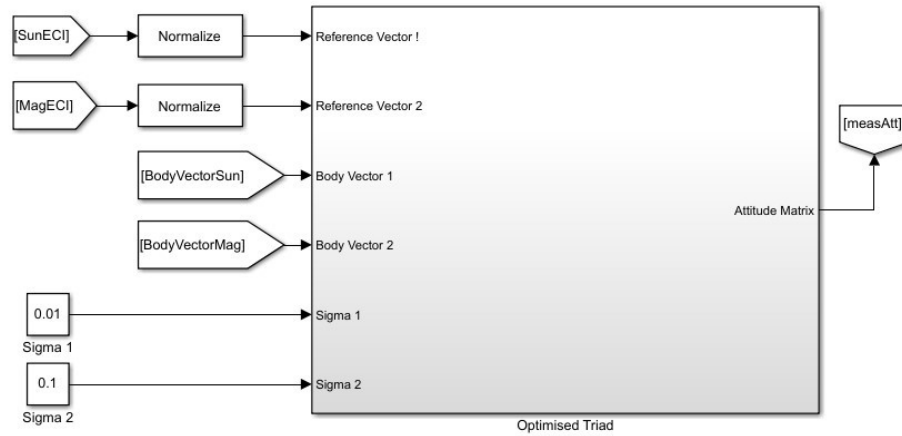 [SunECI]
Normalize
Reference Vector !
[MagECI]
Normalize
Reference Vector 2
[measAtt]
[BodyVectorSun]
Body Vector 1
Attitude Matrix
[BodyVectorMag]
Body Vector 2
0.01
Sigma 1
Sigma 1
0.1
Sigma 2
Sigma 2
Optimised Triad